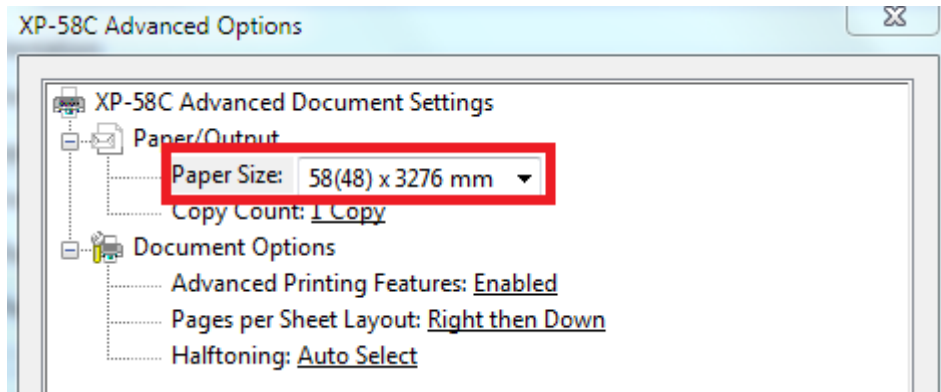 XP-58C Advanced Options
XP-58C Advanced Document Settings
Paper/Output
Paper Size: 58(48) x 3276 mm
Copy Count: 1 Copy
Document Options
Advanced Printing Features: Enabled
Pages per Sheet Layout: Right then Down
Halftoning: Auto Select